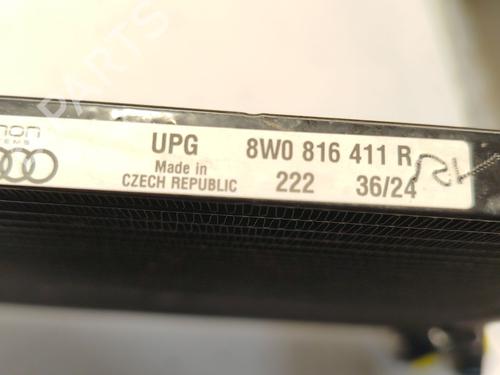 UPG 8W0 816 411 R
Made in
CZECH REPUBLIC 222 36/24